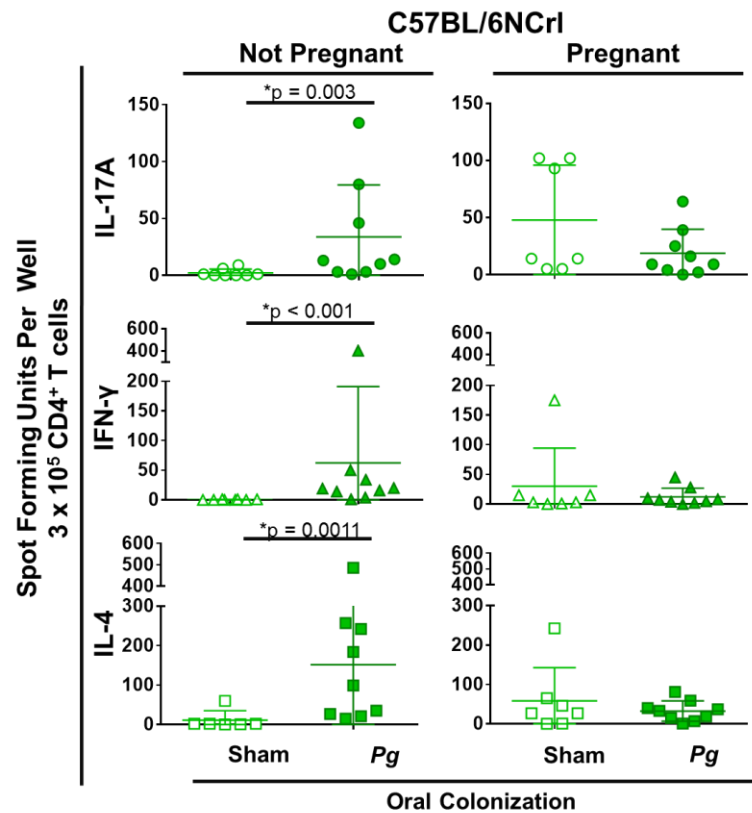 C57BL/6NCrl
Not Pregnant
Pregnant
Spot Forming Units Per Well
3 x 10⁵ CD4⁺ T cells
IL-17A
*p = 0.003
150
100
50
0
150
100
50
0
IFN-γ
*p < 0.001
600
400
200
150
100
50
0
600
400
200
150
100
50
0
IL-4
*p = 0.0011
600
500
400
300
200
100
0
600
500
400
300
200
100
0
Sham
Pg
Sham
Pg
Oral Colonization